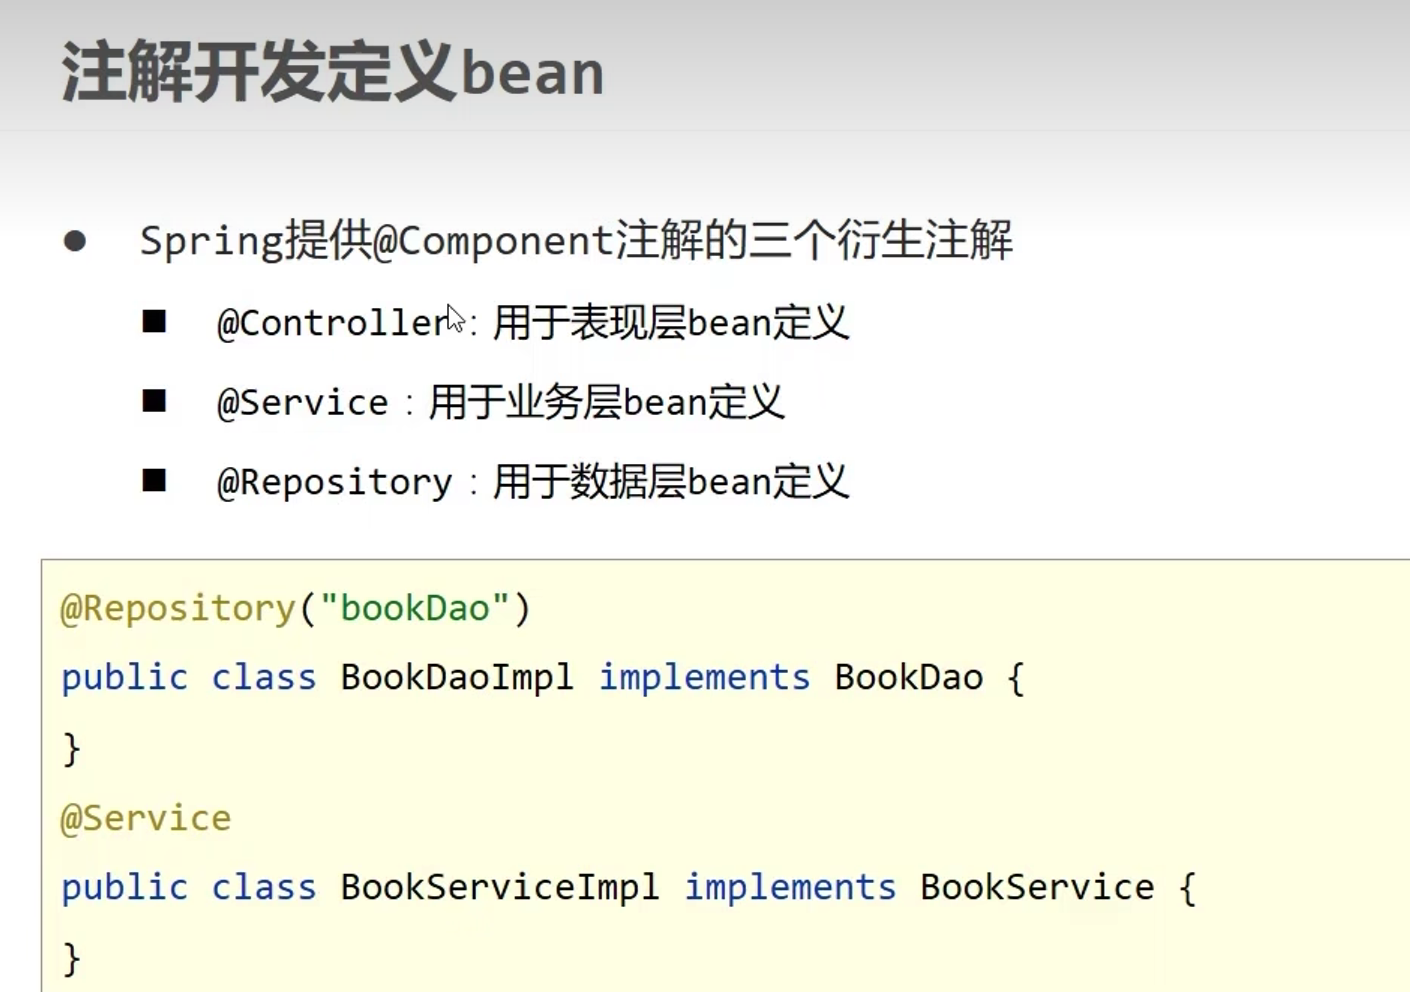 注解开发定义bean
● Spring提供@Component注解的三个衍生注解
■ @Controller：用于表现层bean定义
■ @Service：用于业务层bean定义
■ @Repository：用于数据层bean定义
@Repository("bookDao")
public class BookDaoImpl implements BookDao {
}
@Service
public class BookServiceImpl implements BookService {
}